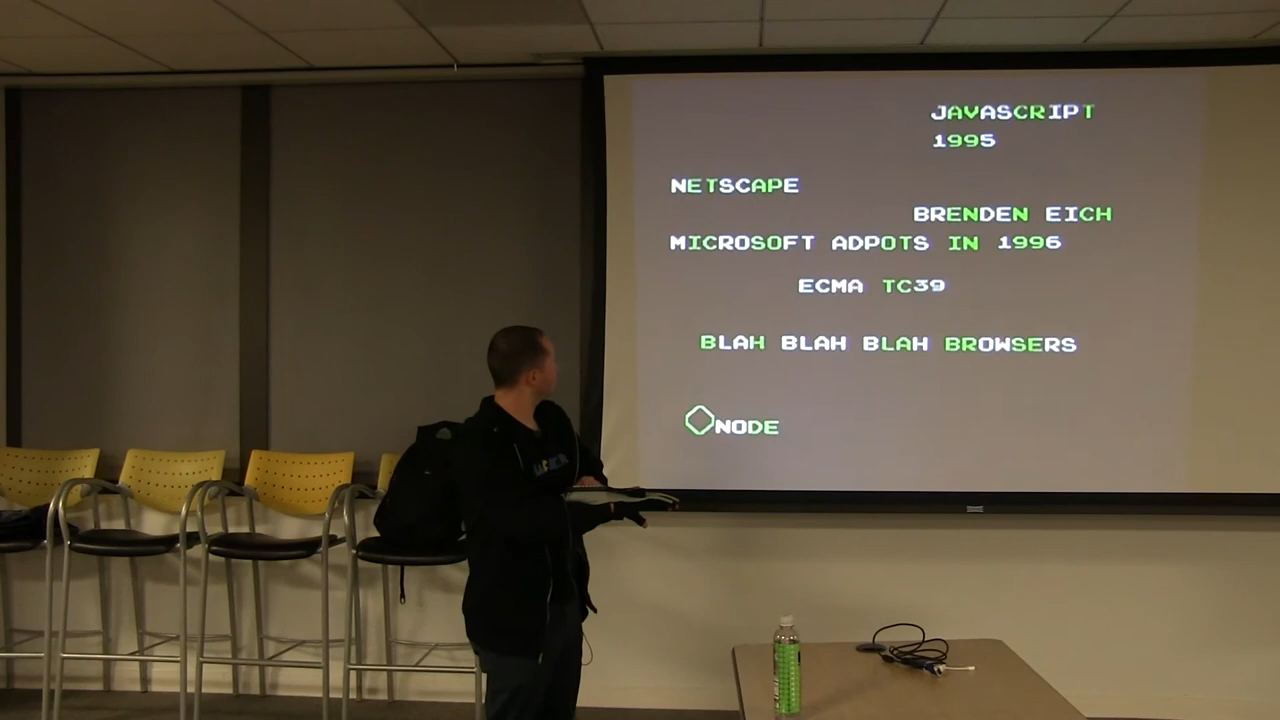 JAVASCRIPT
1995
NETSCAPE
BRENDEN EICH
MICROSOFT ADPOTS IN 1996
ECMA TC39
BLAH BLAH BLAH BROWSERS
NODE